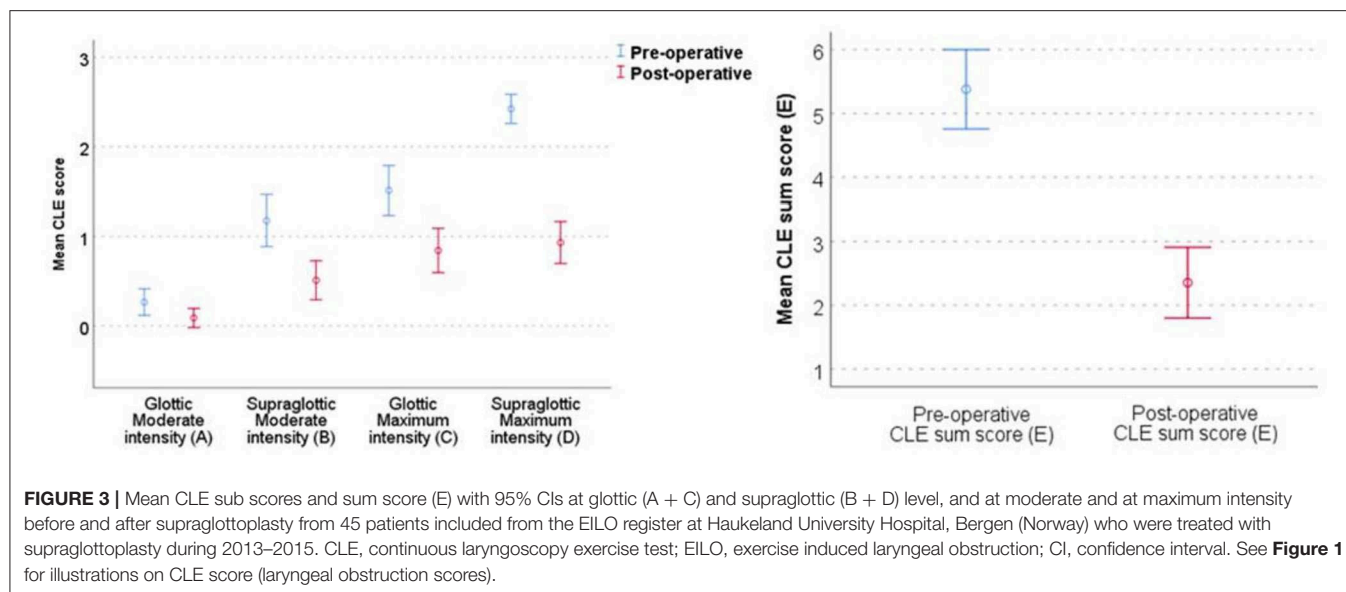 3
2
1
0
Mean CLE score
Pre-operative
Post-operative
Glottic
Moderate
intensity (A)
Supraglottic
Moderate
intensity (B)
Glottic
Maximum
intensity (C)
Supraglottic
Maximum
intensity (D)
6
5
4
3
2
1
Mean CLE sum score (E)
Pre-operative
CLE sum score (E)
Post-operative
CLE sum score (E)
FIGURE 3 | Mean CLE sub scores and sum score (E) with 95% CIs at glottic (A + C) and supraglottic (B + D) level, and at moderate and at maximum intensity
before and after supraglottoplasty from 45 patients included from the EILO register at Haukeland University Hospital, Bergen (Norway) who were treated with
supraglottoplasty during 2013–2015. CLE, continuous laryngoscopy exercise test; EILO, exercise induced laryngeal obstruction; CI, confidence interval. See Figure 1
for illustrations on CLE score (laryngeal obstruction scores).